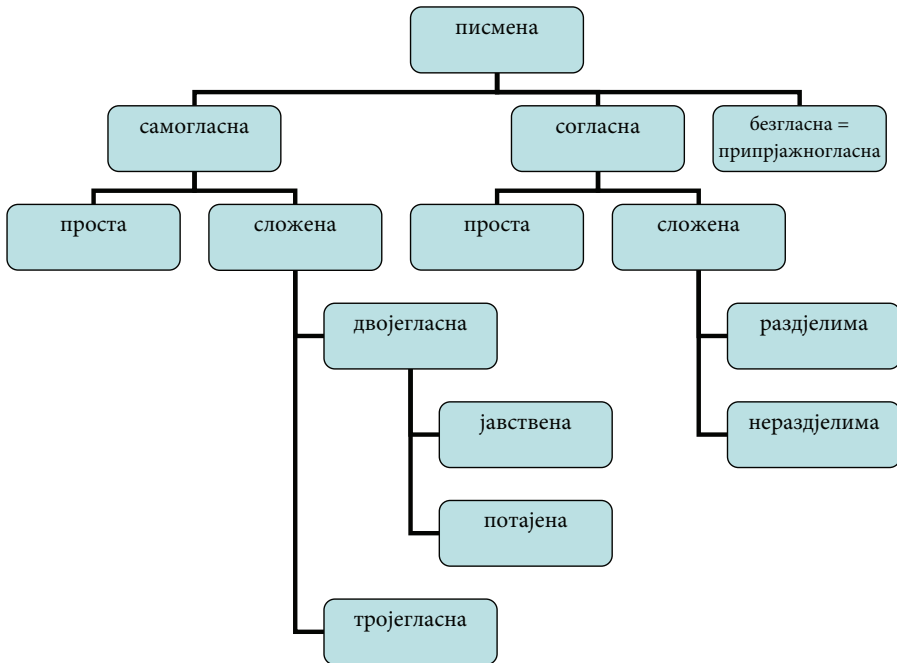 писмена
самогласна
согласна
безгласна =
припрјажногласна
проста
сложена
проста
сложена
двојегласна
раздјелима
јавствена
нераздјелима
потајена
тројегласна